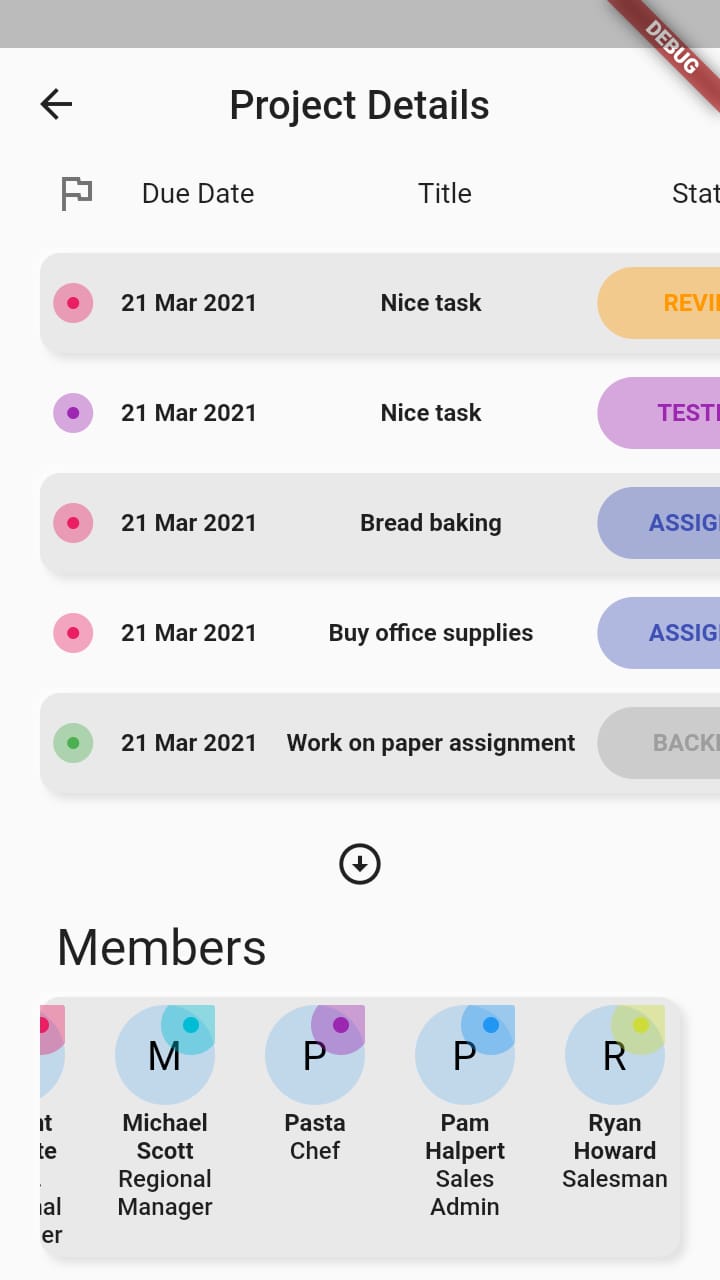 DEBUG
Project Details
Due Date Title Stat
21 Mar 2021 Nice task REVI
21 Mar 2021 Nice task TESTI
21 Mar 2021 Bread baking ASSIG
21 Mar 2021 Buy office supplies ASSIG
21 Mar 2021 Work on paper assignment BACK
Members
M P P R
nt Michael Pasta Pam Ryan
te Scott Chef Halpert Howard
. Regional Sales Salesman
al Manager Admin
er